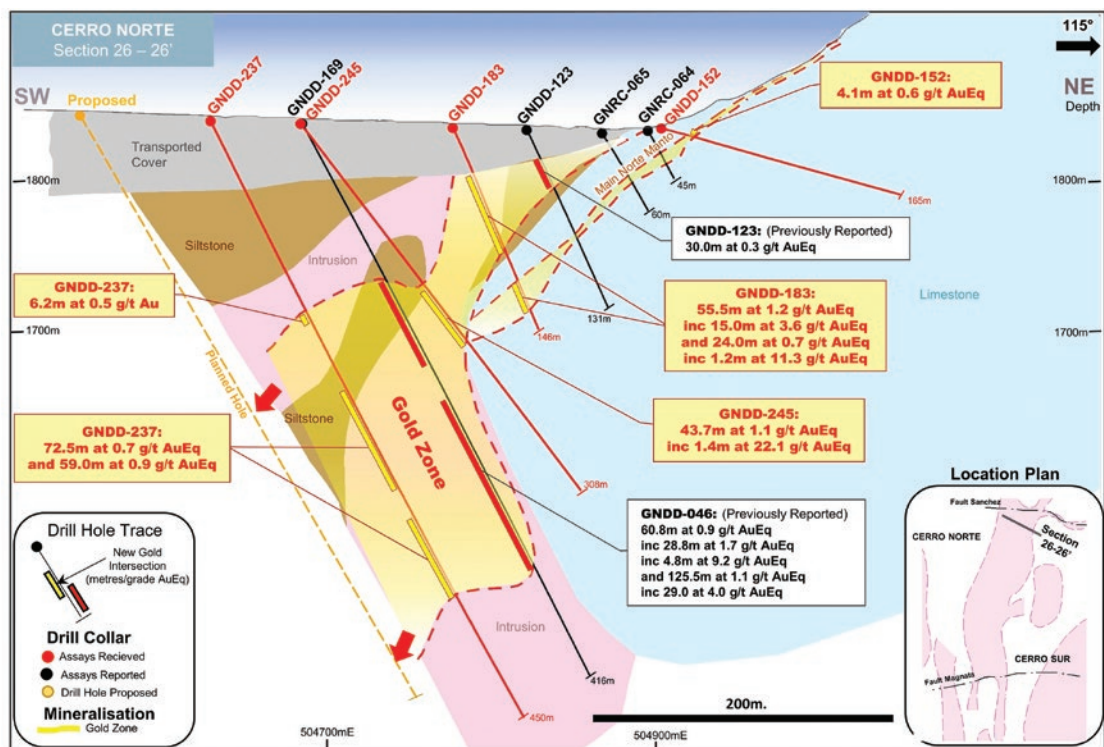 CERRO NORTE
Section 26 – 26'
115°
SW
NE
Depth
Proposed
GNDD-237
GNDD-169
GNDD-245
GNDD-183
GNDD-123
GNRC-065
GNRC-064
GNDD-152
GNDD-152:
4.1m at 0.6 g/t AuEq
Transported
Cover
Main Norte Manto
1800m
1800m
45m
60m
165m
GNDD-123: (Previously Reported)
30.0m at 0.3 g/t AuEq
Siltstone
Intrusion
Limestone
GNDD-237:
6.2m at 0.5 g/t Au
GNDD-183:
55.5m at 1.2 g/t AuEq
inc 15.0m at 3.6 g/t AuEq
and 24.0m at 0.7 g/t AuEq
inc 1.2m at 11.3 g/t AuEq
131m
146m
1700m
1700m
Planned Hole
Siltstone
Gold Zone
GNDD-237:
72.5m at 0.7 g/t AuEq
and 59.0m at 0.9 g/t AuEq
GNDD-245:
43.7m at 1.1 g/t AuEq
inc 1.4m at 22.1 g/t AuEq
308m
GNDD-046: (Previously Reported)
60.8m at 0.9 g/t AuEq
inc 28.8m at 1.7 g/t AuEq
inc 4.8m at 9.2 g/t AuEq
and 125.5m at 1.1 g/t AuEq
inc 29.0 at 4.0 g/t AuEq
Location Plan
Fault Sanchez
CERRO NORTE
Section
26-26'
CERRO SUR
Fault Magnata
Drill Hole Trace
New Gold
Intersection
(metres/grade AuEq)
Drill Collar
Assays Recieved
Assays Reported
Drill Hole Proposed
Mineralisation
Gold Zone
Intrusion
416m
450m
200m.
504700mE
504900mE